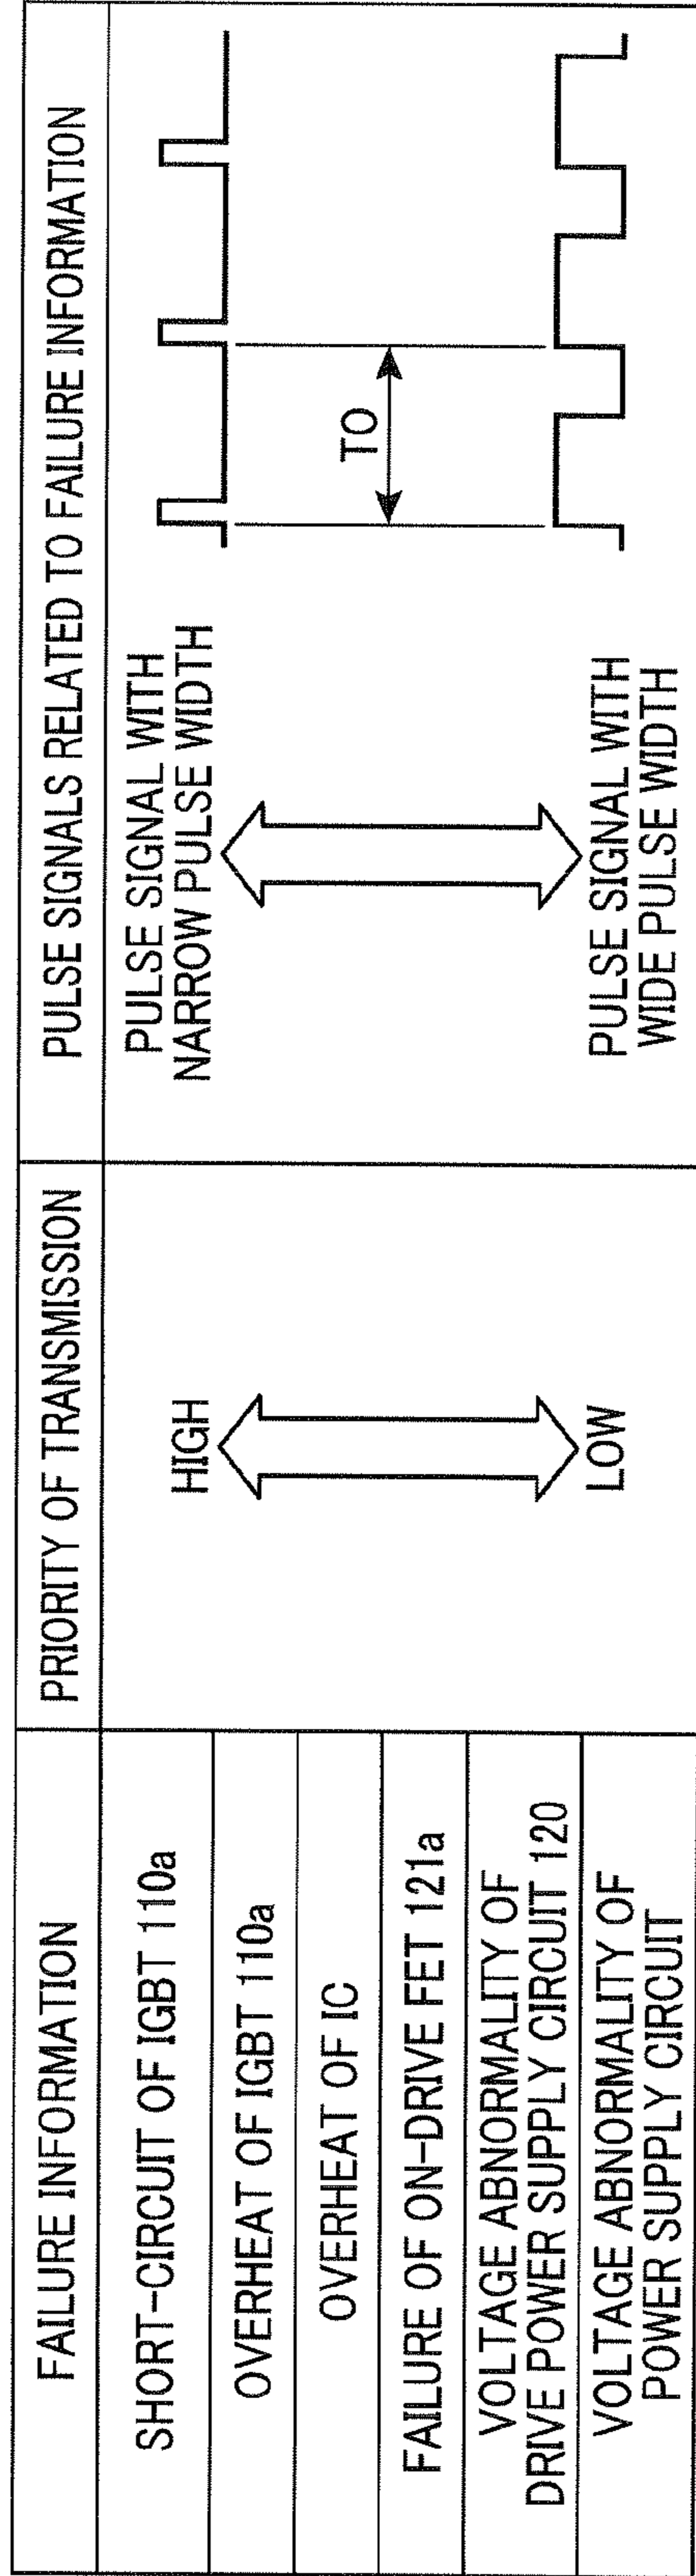 FAILURE INFORMATION
PRIORITY OF TRANSMISSION
PULSE SIGNALS RELATED TO FAILURE INFORMATION
SHORT-CIRCUIT OF IGBT 110a
OVERHEAT OF IGBT 110a
OVERHEAT OF IC
FAILURE OF ON-DRIVE FET 121a
VOLTAGE ABNORMALITY OF
DRIVE POWER SUPPLY CIRCUIT 120
VOLTAGE ABNORMALITY OF
POWER SUPPLY CIRCUIT
HIGH
LOW
PULSE SIGNAL WITH
NARROW PULSE WIDTH
PULSE SIGNAL WITH
WIDE PULSE WIDTH
TO